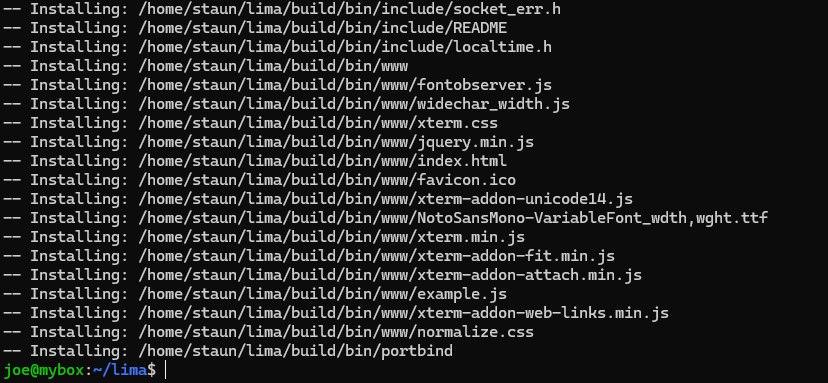 -- Installing: /home/staun/lima/build/bin/include/socket_err.h
-- Installing: /home/staun/lima/build/bin/include/README
-- Installing: /home/staun/lima/build/bin/include/localtime.h
-- Installing: /home/staun/lima/build/bin/www
-- Installing: /home/staun/lima/build/bin/www/fontobserver.js
-- Installing: /home/staun/lima/build/bin/www/widechar_width.js
-- Installing: /home/staun/lima/build/bin/www/xterm.css
-- Installing: /home/staun/lima/build/bin/www/jquery.min.js
-- Installing: /home/staun/lima/build/bin/www/index.html
-- Installing: /home/staun/lima/build/bin/www/favicon.ico
-- Installing: /home/staun/lima/build/bin/www/xterm-addon-unicode14.js
-- Installing: /home/staun/lima/build/bin/www/NotoSansMono-VariableFont_wdth,wght.ttf
-- Installing: /home/staun/lima/build/bin/www/xterm.min.js
-- Installing: /home/staun/lima/build/bin/www/xterm-addon-fit.min.js
-- Installing: /home/staun/lima/build/bin/www/xterm-addon-attach.min.js
-- Installing: /home/staun/lima/build/bin/www/example.js
-- Installing: /home/staun/lima/build/bin/www/xterm-addon-web-links.min.js
-- Installing: /home/staun/lima/build/bin/www/normalize.css
-- Installing: /home/staun/lima/build/bin/portbind
joe@mybox:~/lima$